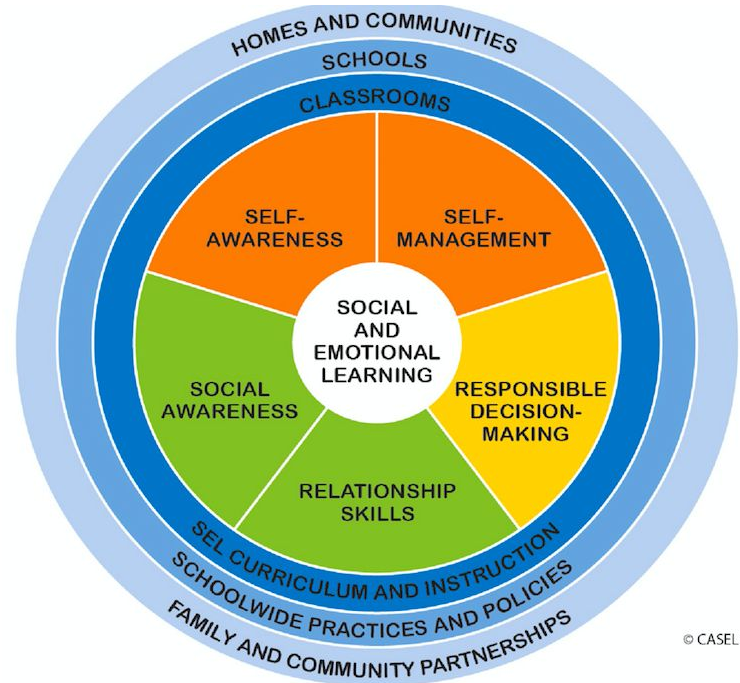 HOMES AND COMMUNITIES
SCHOOLS
CLASSROOMS
SELF-
AWARENESS
SELF-
MANAGEMENT
SOCIAL
AND
EMOTIONAL
LEARNING
SOCIAL
AWARENESS
RESPONSIBLE
DECISION-
MAKING
RELATIONSHIP
SKILLS
SEL CURRICULUM AND INSTRUCTION
SCHOOLWIDE PRACTICES AND POLICIES
FAMILY AND COMMUNITY PARTNERSHIPS
© CASEL